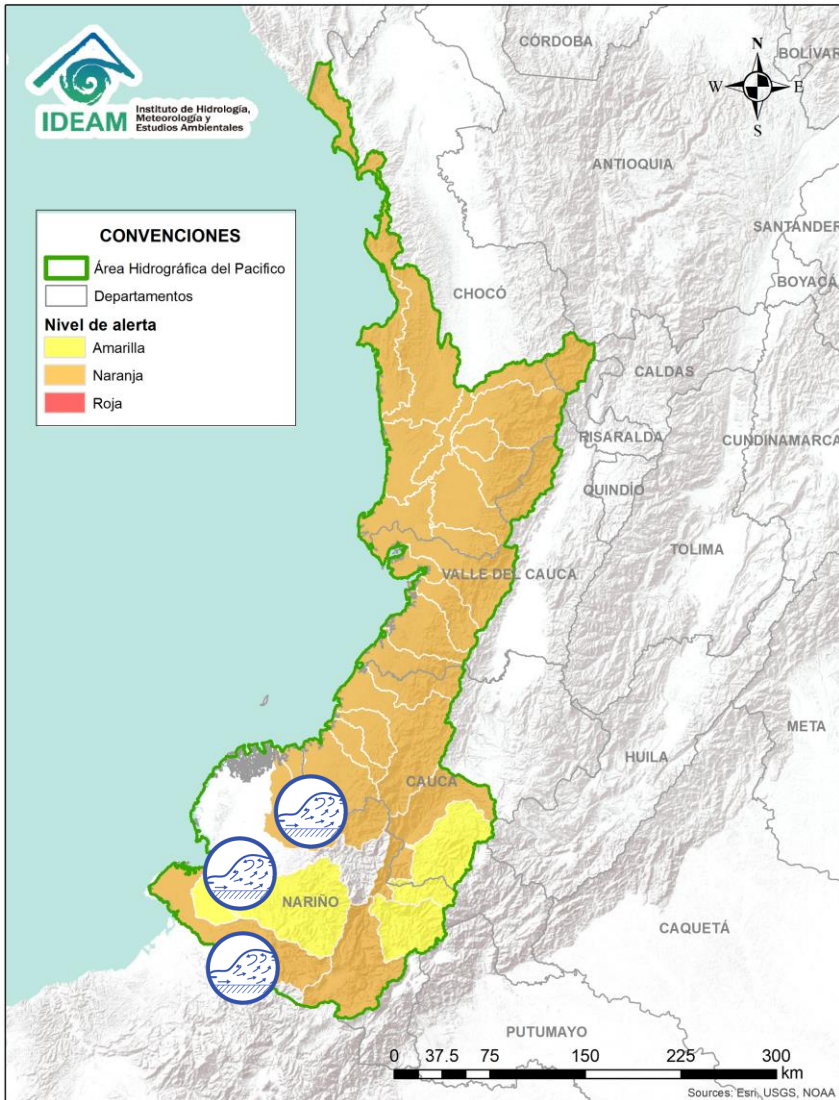 IDEAM
Instituto de Hidrología,
Meteorología y
Estudios Ambientales
CÓRDOBA
BOLÍVAR
N
W
E
S
ANTIOQUIA
SANTANDER
BOYACÁ
CONVENCIONES
Área Hidrográfica del Pacifico
Departamentos
Nivel de alerta
Amarilla
Naranja
Roja
CHOCÓ
CALDAS
RISARALDA
CUNDINAMARCA
QUINDÍO
TOLIMA
VALLE DEL CAUCA
META
HUILA
CAUCA
NARIÑO
CAQUETÁ
PUTUMAYO
0 37.5 75 150 225 300
km
Sources: Esri, USGS, NOAA